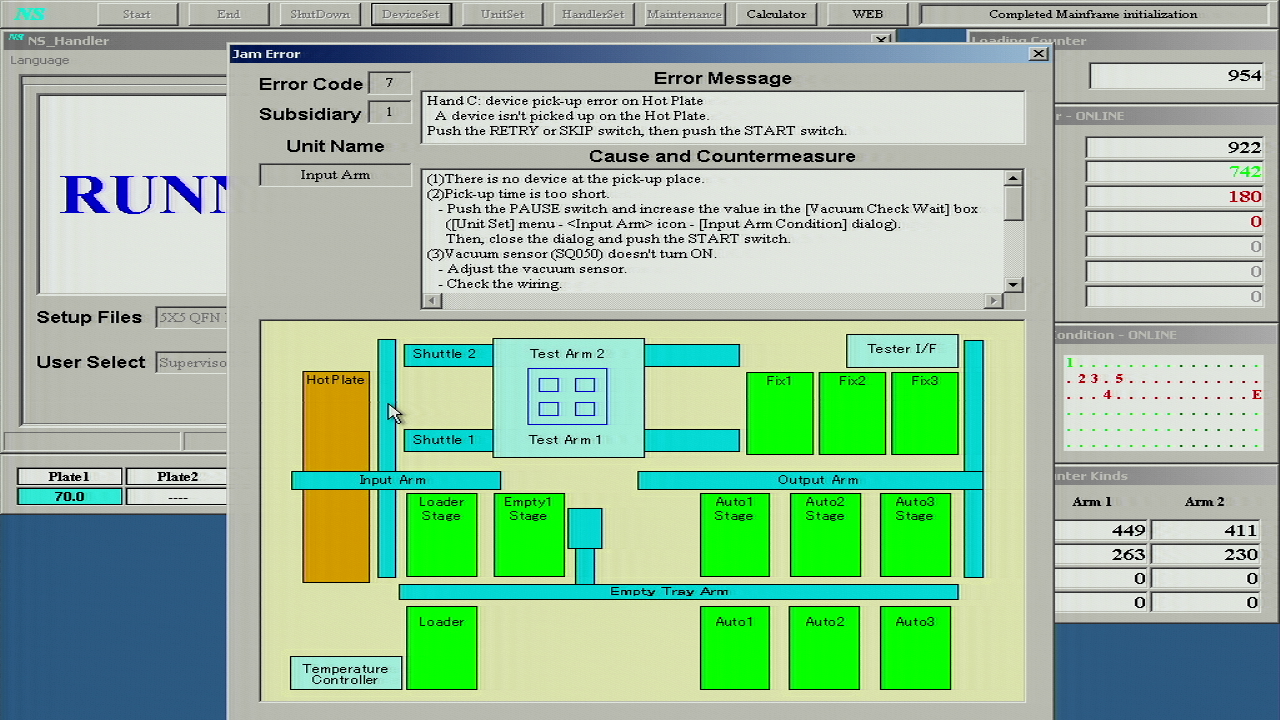 NS Start End ShutDown DeviceSet UnitSet HandlerSet Maintenance Calculator WEB Completed Mainframe initialization
NS NS_Handler
Language
Jam Error
Error Code 7
Subsidiary 1
Unit Name
Input Arm
Error Message
Hand C: device pick-up error on Hot Plate
A device isn't picked up on the Hot Plate.
Push the RETRY or SKIP switch, then push the START switch.
Cause and Countermeasure
(1)There is no device at the pick-up place.
(2)Pick-up time is too short.
- Push the PAUSE switch and increase the value in the [Vacuum Check Wait] box
([Unit Set] menu - <Input Arm> icon - [Input Arm Condition] dialog).
Then, close the dialog and push the START switch.
(3)Vacuum sensor (SQ050) doesn't turn ON.
- Adjust the vacuum sensor.
- Check the wiring.
HotPlate
Shuttle 2
Test Arm 2
Shuttle 1
Test Arm 1
Tester I/F
Fix1
Fix2
Fix3
Input Arm
Output Arm
Loader
Stage
Empty1
Stage
Auto1
Stage
Auto2
Stage
Auto3
Stage
Empty Tray Arm
Loader
Auto1
Auto2
Auto3
Temperature
Controller
RUNN
Setup Files 5X5 QFN
User Select Superviso
Plate1 Plate2
70.0 ----
Loading Counter
954
r - ONLINE
922
742
180
0
0
0
0
ondition - ONLINE
1
. 2 3 . 5
4 E
unter Kinds
Arm 1 Arm 2
449 411
263 230
0 0
0 0